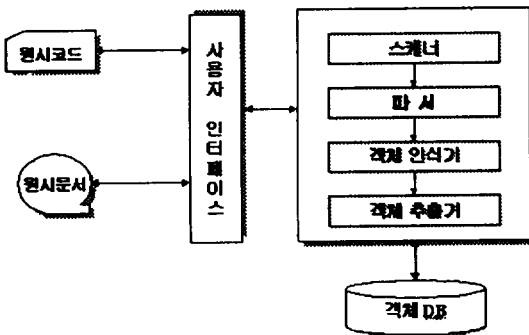 원시코드
원시문서
사용자 인터페이스
스캐너
파 서
객체 인식기
객체 추출기
객체 DB